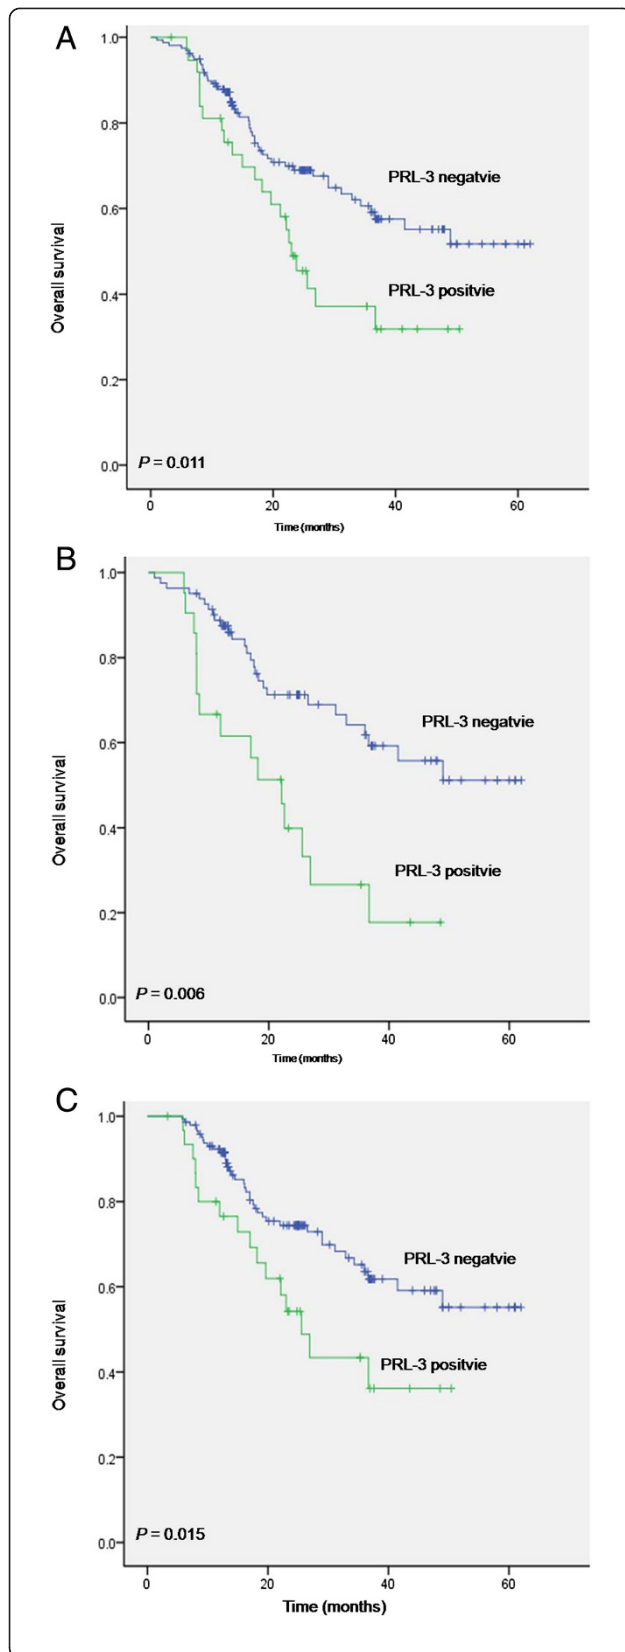 A
1.0
0.8
0.6
0.4
0.2
0.0
Overall survival
PRL-3 negatvie
PRL-3 positvie
P = 0.011
0 20 40 60
Time (months)
B
1.0
0.8
0.6
0.4
0.2
0.0
Overall survival
PRL-3 negatvie
PRL-3 positvie
P = 0.006
0 20 40 60
Time (months)
C
1.0
0.8
0.6
0.4
0.2
0.0
Overall survival
PRL-3 negatvie
PRL-3 positvie
P = 0.015
0 20 40 60
Time (months)